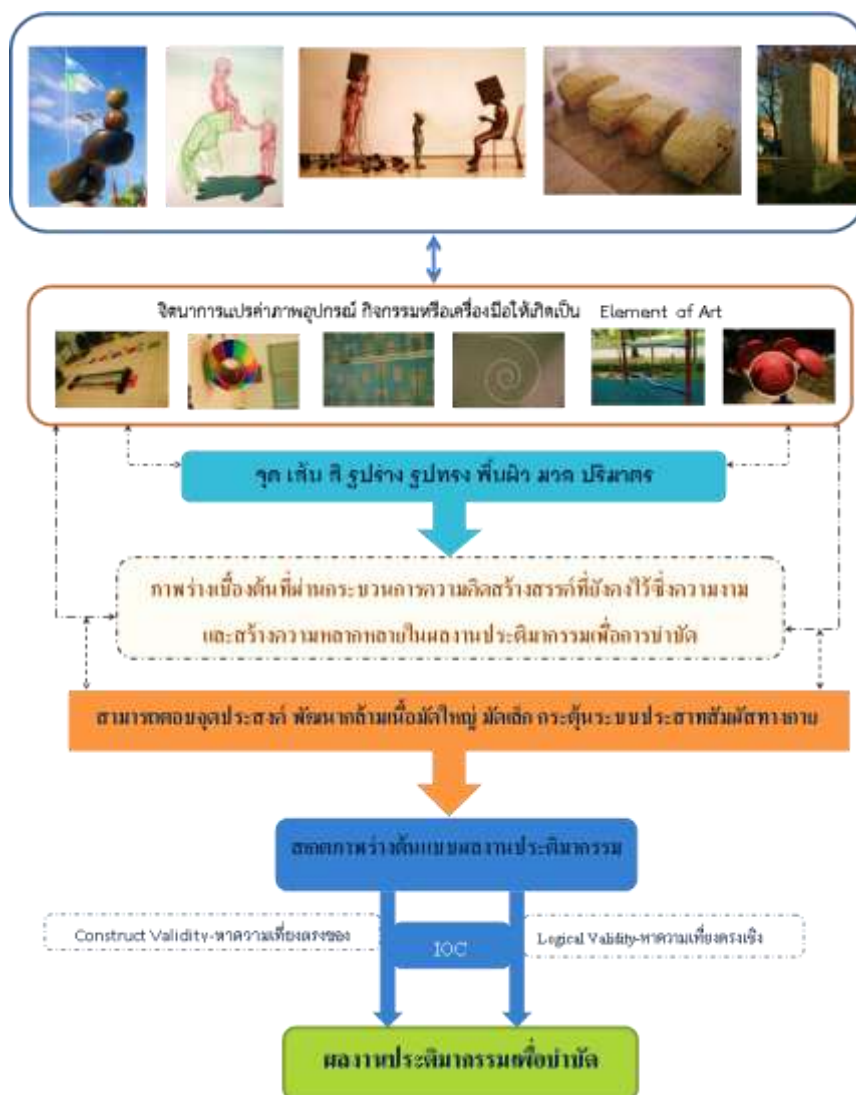 จิตนาการแปรค่าภาพอุปกรณ์ กิจกรรมหรือเครื่องมือให้เกิดเป็น Element of Art
จุด เส้น สี รูปร่าง รูปทรง พื้นผิว มวล ปริมาตร
ภาพร่างเบื้องต้นที่ผ่านกระบวนการความคิดสร้างสรรค์ที่ยังคงไว้ซึ่งความงาม
และสร้างความหลากหลายในผลงานประติมากรรมเพื่อการบำบัด
สามารถตอบจุดประสงค์ พัฒนากล้ามเนื้อมัดใหญ่ มัดเล็ก กระตุ้นระบบประสาทสัมผัสทางกาย
สเกตภาพร่างต้นแบบผลงานประติมากรรม
Construct Validity-หาความเที่ยงตรงของ
IOC
Logical Validity-หาความเที่ยงตรงเชิง
ผลงานประติมากรรมเพื่อบำบัด